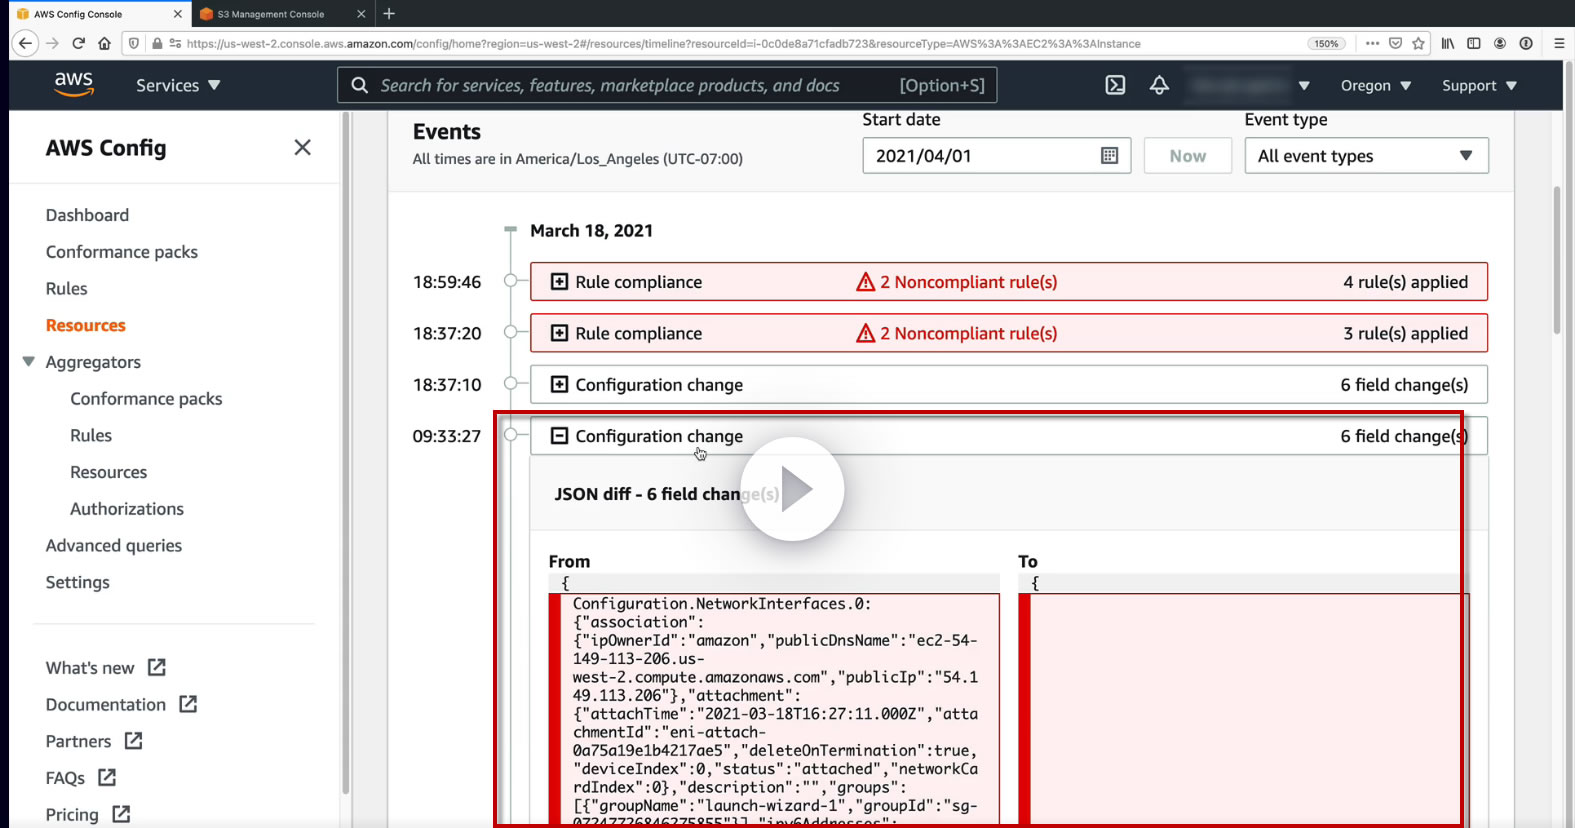 AWS Config Console
S3 Management Console
https://us-west-2.console.aws.amazon.com/config/home?region=us-west-2#/resources/timeline?resourceId=i-0c0de8a71cfadb723&resourceType=AWS%3A%3AEC2%3A%3AInstance
150%
aws
Services
Search for services, features, marketplace products, and docs
[Option+S]
Oregon
Support
AWS Config
Dashboard
Conformance packs
Rules
Resources
Aggregators
Conformance packs
Rules
Resources
Authorizations
Advanced queries
Settings
What's new
Documentation
Partners
FAQs
Pricing
Events
All times are in America/Los_Angeles (UTC-07:00)
Start date
2021/04/01
Now
Event type
All event types
March 18, 2021
18:59:46 Rule compliance 2 Noncompliant rule(s) 4 rule(s) applied
18:37:20 Rule compliance 2 Noncompliant rule(s) 3 rule(s) applied
18:37:10 Configuration change 6 field change(s)
09:33:27 Configuration change 6 field change(s)
JSON diff - 6 field change(s)
From
{
Configuration.NetworkInterfaces.0:
{"association":
{"ipOwnerId":"amazon","publicDnsName":"ec2-54-
149-113-206.us-
west-2.compute.amazonaws.com","publicIp":"54.1
49.113.206"},"attachment":
{"attachTime":"2021-03-18T16:27:11.000Z","atta
chmentId":"eni-attach-
0a75a19e1b4217ae5","deleteOnTermination":true,
"deviceIndex":0,"status":"attached","networkCa
rdIndex":0},"description":"","groups":
[{"groupName":"launch-wizard-1","groupId":"sg-
To
{